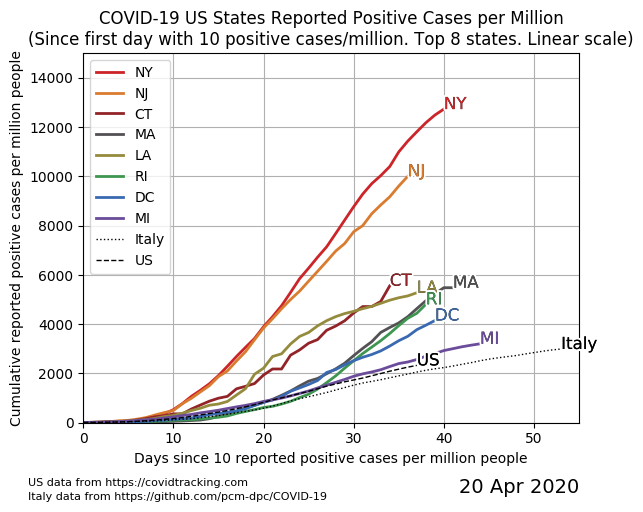 COVID-19 US States Reported Positive Cases per Million
(Since first day with 10 positive cases/million. Top 8 states. Linear scale)
Cumulative reported positive cases per million people
14000
12000
10000
8000
6000
4000
2000
0
NY
NJ
CT
MA
LA
RI
DC
MI
Italy
US
NY
NJ
CT
LA
MA
RI
DC
MI
Italy
US
0 10 20 30 40 50
Days since 10 reported positive cases per million people
US data from https://covidtracking.com
Italy data from https://github.com/pcm-dpc/COVID-19
20 Apr 2020